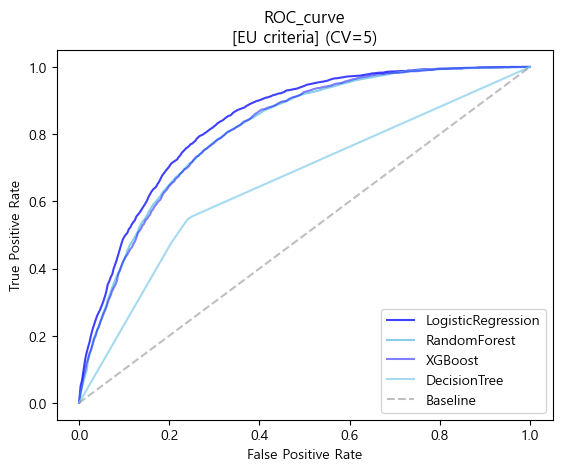 ROC_curve
[EU criteria] (CV=5)
True Positive Rate
1.0
0.8
0.6
0.4
0.2
0.0
0.0 0.2 0.4 0.6 0.8 1.0
False Positive Rate
LogisticRegression
RandomForest
XGBoost
DecisionTree
Baseline